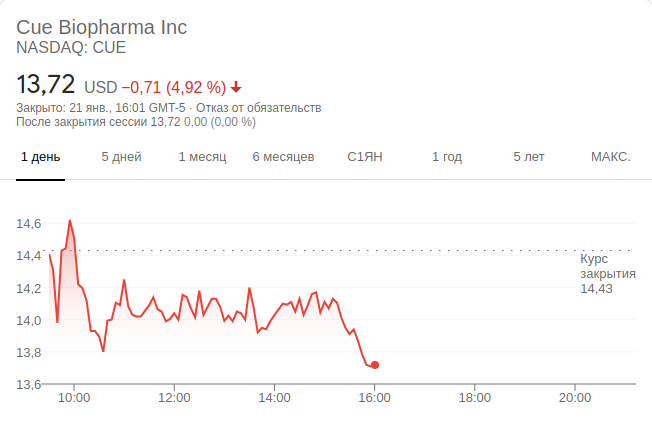 Cue Biopharma Inc
NASDAQ: CUE
13,72 USD −0,71 (4,92 %)
Закрыто: 21 янв., 16:01 GMT-5 · Отказ от обязательств
После закрытия сессии 13,72 0,00 (0,00 %)
1 день 5 дней 1 месяц 6 месяцев С1ЯН 1 год 5 лет МАКС.
14,6
14,4
14,2
14,0
13,8
13,6
Курс
закрытия
14,43
10:00 12:00 14:00 16:00 18:00 20:00